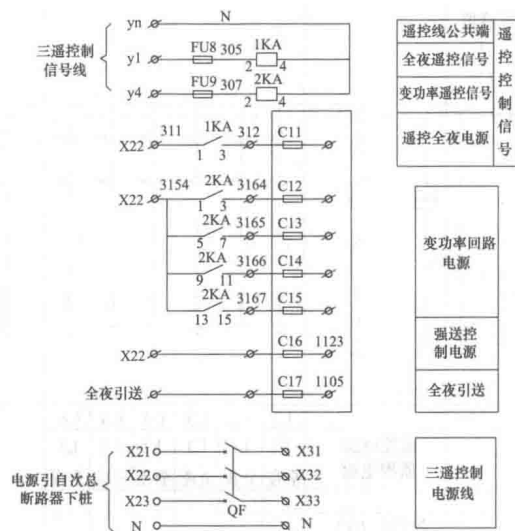 yn N
三遥控制
信号线
y1 FU8 305 1KA
2 4
y4 FU9 307 2KA
2 4
X22 311 1KA 312 C11
1 3
X22 3154 2KA 3164 C12
1 3
2KA 3165 C13
5 7
2KA 3166 C14
9 11
2KA 3167 C15
13 15
X22 C16 1123
全夜引送 C17 1105
电源引自次总
断路器下桩
X21 X31
X22 X32
X23 X33
QF
N N
遥控线公共端
全夜遥控信号
变功率遥控信号
遥控全夜电源
遥控控制信号
变功率回路
电源
强送控
制电源
全夜引送
三遥控制
电源线